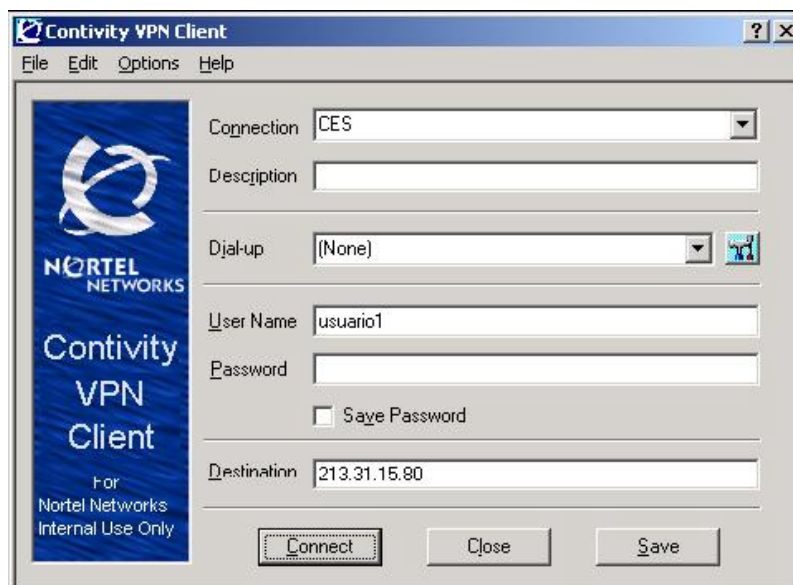 Contivity VPN Client
File Edit Options Help
Connection CES
Description
Dial-up (None)
User Name usuario1
Password
Save Password
Destination 213.31.15.80
Connect Close Save
NORTEL
NETWORKS
Contivity
VPN
Client
For
Nortel Networks
Internal Use Only